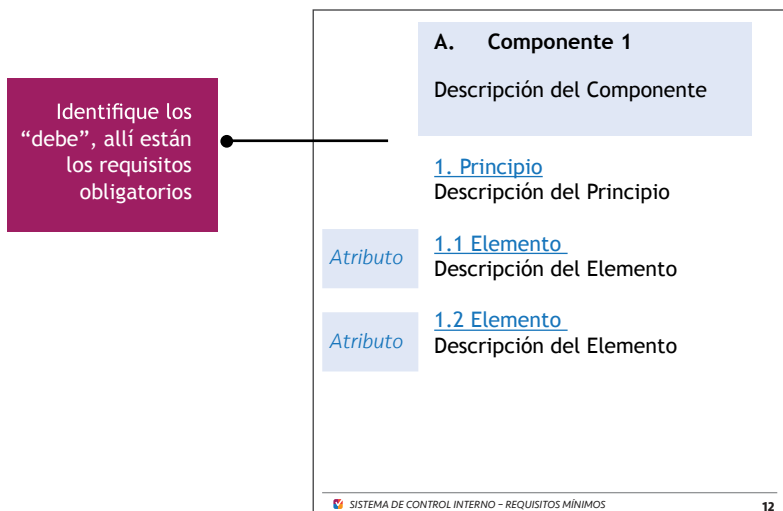 Identifique los
“debe”, allí están
los requisitos
obligatorios
A. Componente 1
Descripción del Componente
1. Principio
Descripción del Principio
Atributo
1.1 Elemento
Descripción del Elemento
Atributo
1.2 Elemento
Descripción del Elemento
SISTEMA DE CONTROL INTERNO – REQUISITOS MÍNIMOS 12